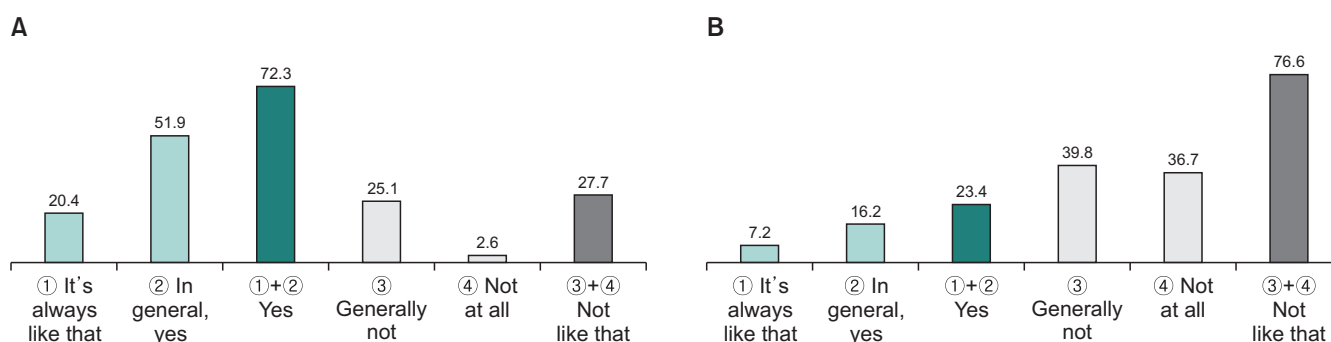 A
20.4
51.9
72.3
25.1
2.6
27.7
① It's
always
like that
② In
general,
yes
①+②
Yes
③
Generally
not
④ Not
at all
③+④
Not
like that
B
7.2
16.2
23.4
39.8
36.7
76.6
① It's
always
like that
② In
general,
yes
①+②
Yes
③
Generally
not
④ Not
at all
③+④
Not
like that